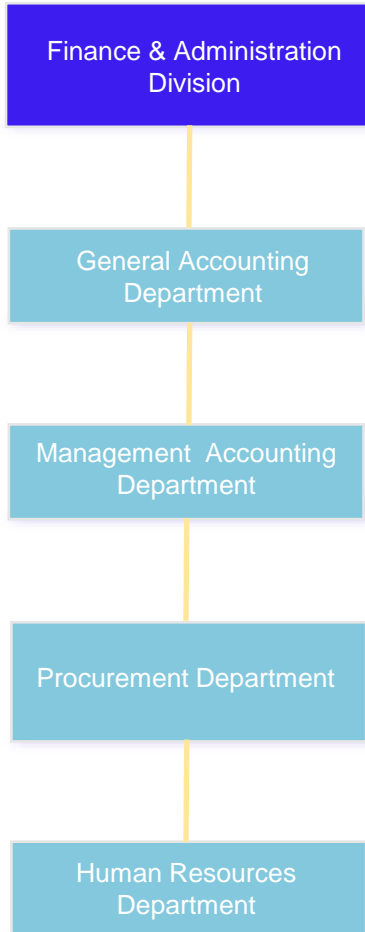 Finance & Administration
Division
General Accounting
Department
Management  Accounting
Department
Procurement Department
Human Resources
Department